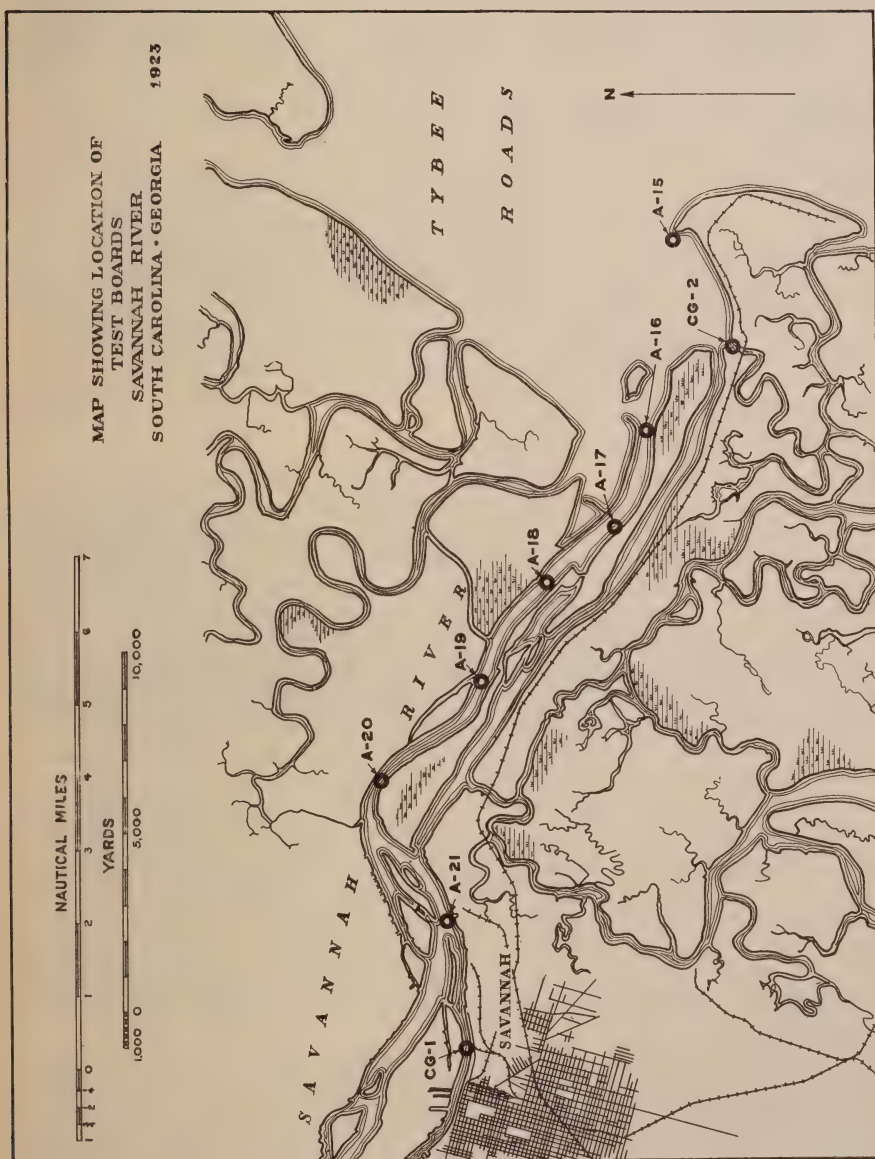 MAP SHOWING LOCATION OF
TEST BOARDS
SAVANNAH RIVER
SOUTH CAROLINA • GEORGIA 1923
NAUTICAL MILES
1 0 1 2 3 4 5 6 7
YARDS
1,000 0 5,000 10,000
TYBEE
ROADS
N
SAVANNAH
RIVER
A-15
CG-2
A-16
A-17
A-18
A-19
A-20
A-21
CG-1
SAVANNAH